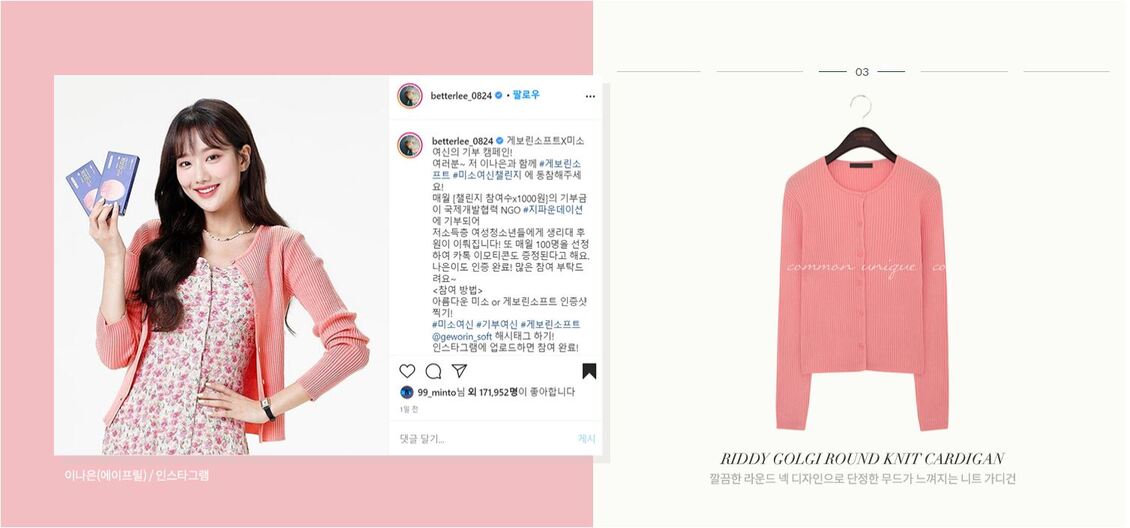 betterlee_0824 • 팔로우
betterlee_0824 게보린소프트X미소
여신의 기부 캠페인!
여러분~ 저 이나은과 함께 #게보린소
프트 #미소여신챌린지 에 동참해주세
요!
매월 [챌린지 참여수x1000원]의 기부금
이 국제개발협력 NGO #지파운데이션
에 기부되어
저소득층 여성청소년들에게 생리대 후
원이 이뤄집니다! 또 매월 100명을 선정
하여 카톡 이모티콘도 증정된다고 해요.
나은이도 인증 완료! 많은 참여 부탁드
려요~
<참여 방법>
아름다운 미소 or 게보린소프트 인증샷
찍기!
#미소여신 #기부여신 #게보린소프트
@geworin_soft 해시태그 하기!
인스타그램에 업로드하면 참여 완료!
99_minto님 외 171,952명이 좋아합니다
1일 전
댓글 달기...
게시
이나은(에이프릴) / 인스타그램
03
common unique co
RIDDY GOLGI ROUND KNIT CARDIGAN
깔끔한 라운드 넥 디자인으로 단정한 무드가 느껴지는 니트 가디건